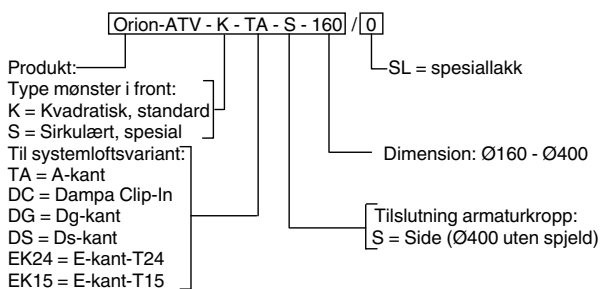 Orion-ATV - K - TA - S - 160 / 0
Produkt:
SL = spesiallakk
Type mønster i front:
K = Kvadratisk, standard
S = Sirkulært, spesial
Til systemloftsvariant:
Dimension: Ø160 - Ø400
TA = A-kant
DC = Dampa Clip-In
DG = Dg-kant
Tilslutning armaturkropp:
DS = Ds-kant
S = Side (Ø400 uten spjeld)
EK24 = E-kant-T24
EK15 = E-kant-T15